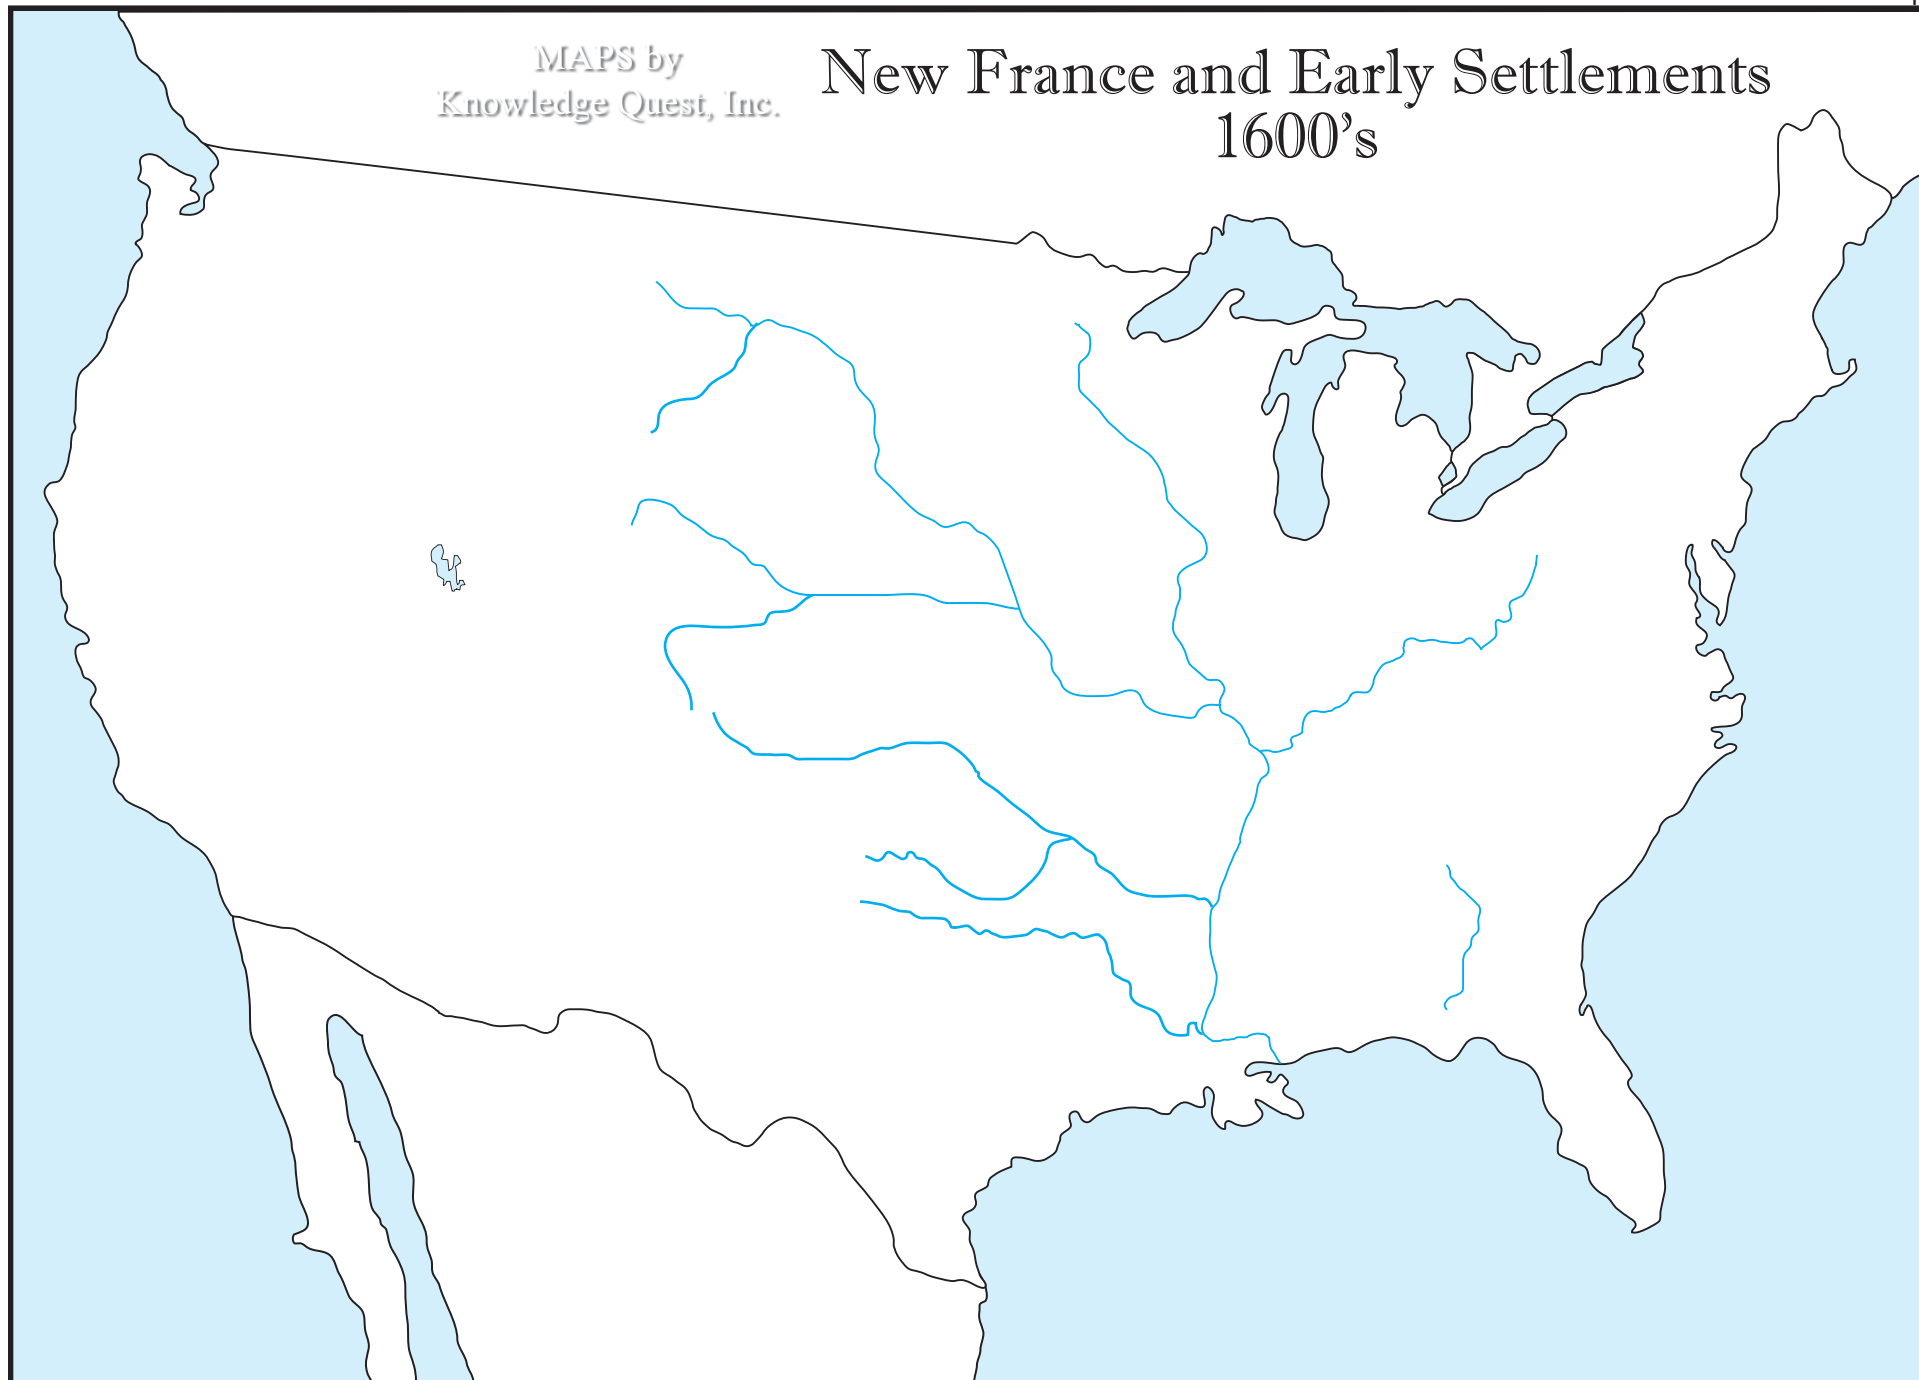 MAPS by
Knowledge Quest, Inc.
New France and Early Settlements
1600's